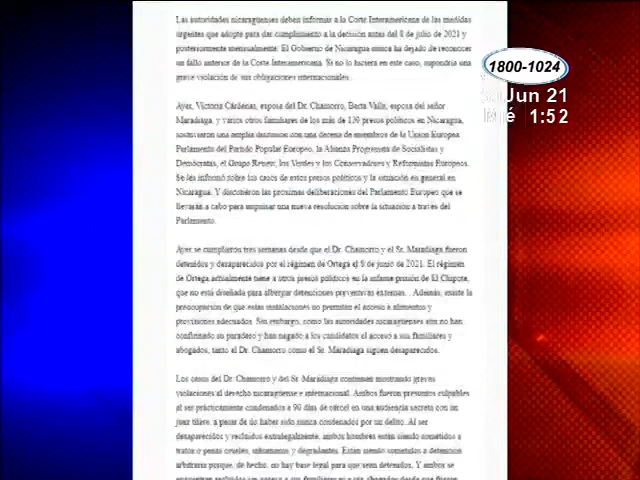 Las autoridades nicaragüenses deben informar a la Corte Interamericana de las medidas
urgentes que adopte para dar cumplimiento a la decisión antes del 8 de julio de 2021 y
posteriormente mensualmente. El Gobierno de Nicaragua nunca ha dejado de reconocer
un fallo anterior de la Corte Interamericana. Si no lo hiciera en este caso, supondría una
grave violación de sus obligaciones internacionales.
1800-1024
Jun 21
1:52
Ayer, Victoria Cárdenas, esposa del Dr. Chamorro, Berta Valle, esposa del señor
Maradiaga, y varios otros familiares de los más de 130 presos políticos en Nicaragua,
sostuvieron una amplia discusión con una decena de miembros de la Unión Europea
Parlamento del Partido Popular Europeo, la Alianza Progresista de Socialistas y
Demócratas, el Grupo Renew, los Verdes y los Conservadores y Reformistas Europeos.
Se les informó sobre los casos de estos presos políticos y la situación en general en
Nicaragua. Y discutieron las próximas deliberaciones del Parlamento Europeo que se
llevarán a cabo para impulsar una nueva resolución sobre la situación a través del
Parlamento.
Ayer se cumplieron tres semanas desde que el Dr. Chamorro y el Sr. Maradiaga fueron
detenidos y desaparecidos por el régimen de Ortega el 8 de junio de 2021. El régimen
de Ortega actualmente tiene a otros presos políticos en la infame prisión de El Chipote,
que no está diseñada para albergar detenciones preventivas extensas. . Además, existe la
preocupación de que estas instalaciones no permitan el acceso a alimentos y
provisiones adecuados. Sin embargo, como las autoridades nicaragüenses aún no han
confirmado su paradero y han negado a los candidatos el acceso a sus familiares y
abogados, tanto el Dr. Chamorro como el Sr. Maradiaga siguen desaparecidos.
Los casos del Dr. Chamorro y del Sr. Maradiaga continúan mostrando graves
violaciones al derecho nicaragüense e internacional. Ambos fueron presuntos culpables
al ser prácticamente condenados a 90 días de cárcel en una audiencia secreta con un
juez títere, a pesar de no haber sido nunca condenados por un delito. Al ser
desaparecidos y recluidos extralegalmente, ambos hombres están siendo sometidos a
tratos o penas crueles, inhumanos y degradantes. Están siendo sometidos a detención
arbitraria porque, de hecho, no hay base legal para que sean detenidos. Y ambos se